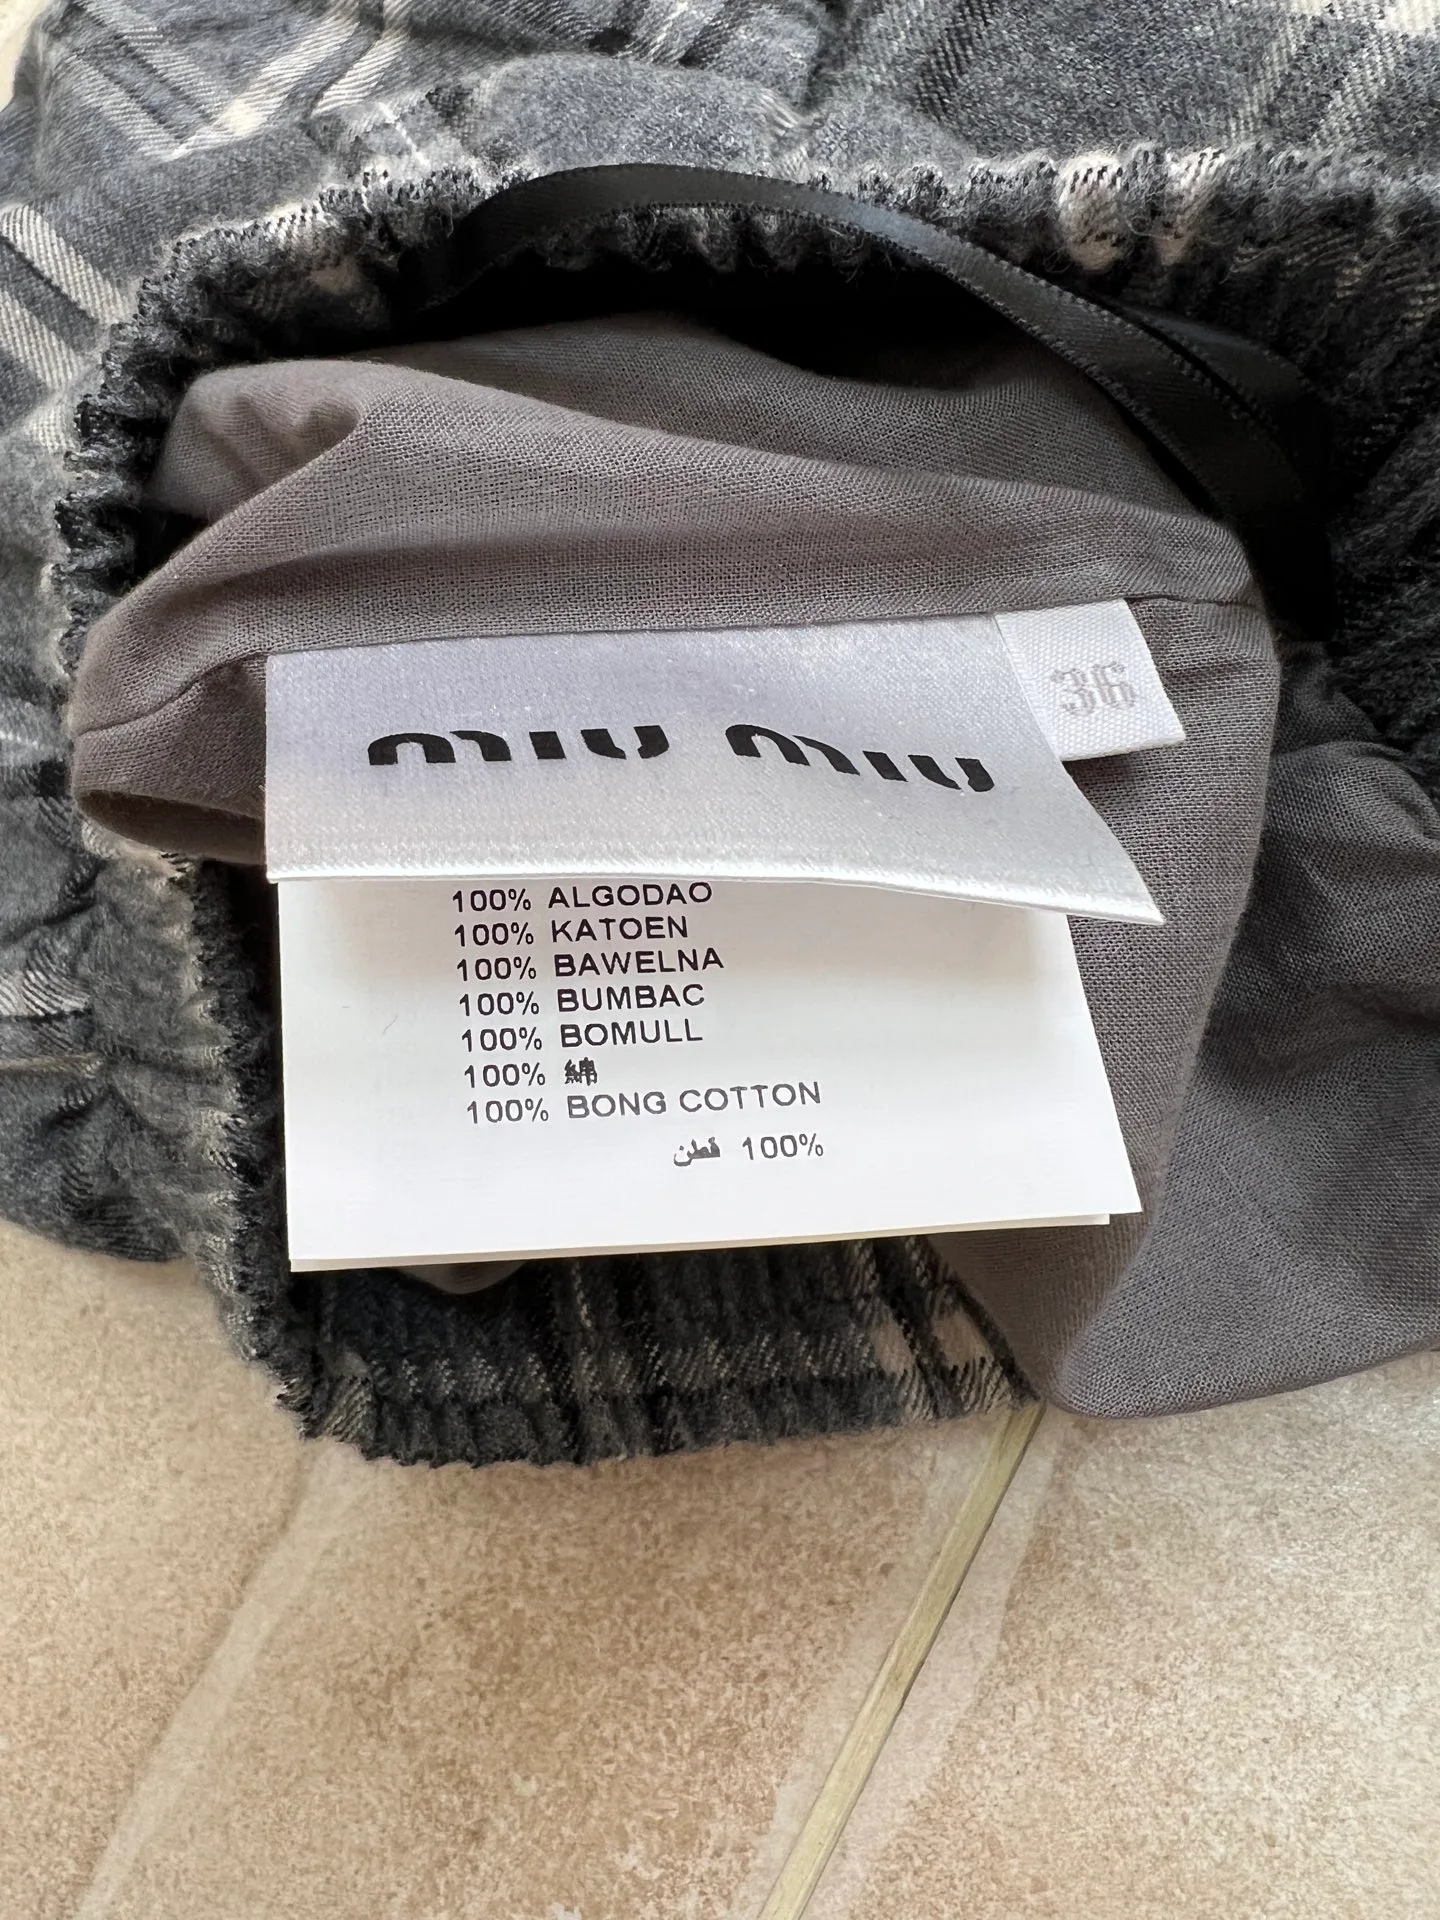 miu miu
36
100% ALGODAO
100% KATOEN
100% BAWELNA
100% BUMBAC
100% BOMULL
100% 綿
100% BONG COTTON
100% قطن